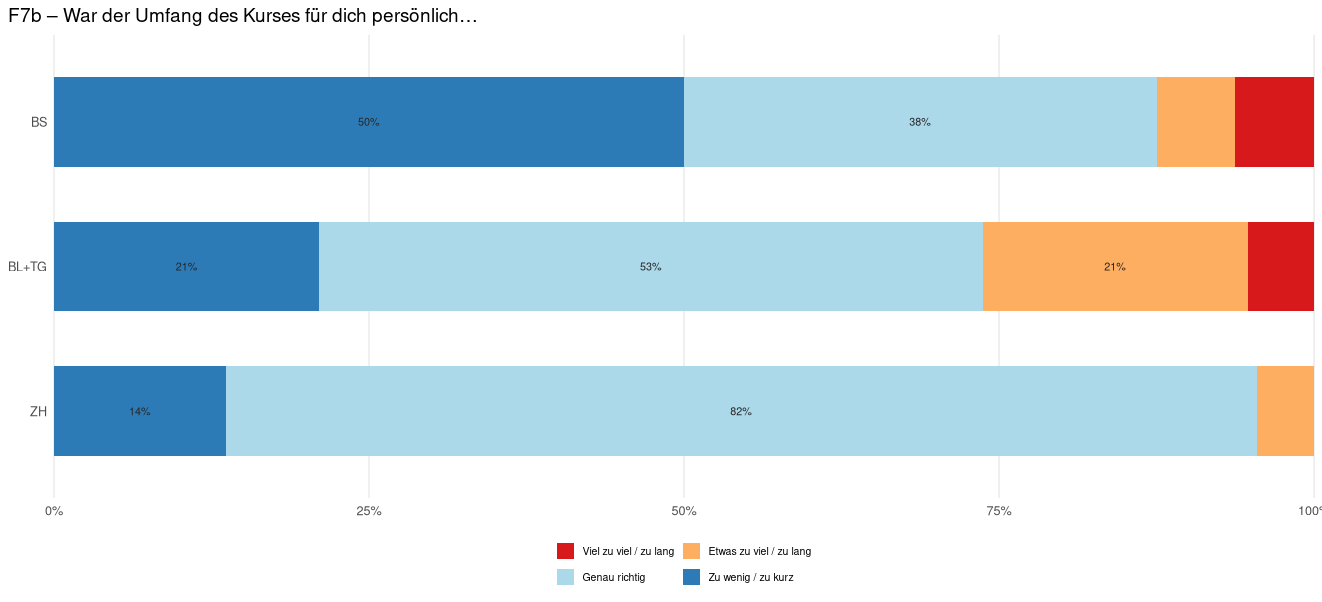 F7b – War der Umfang des Kurses für dich persönlich…
BS
50%
38%
BL+TG
21%
53%
21%
ZH
14%
82%
0%
25%
50%
75%
100%
Viel zu viel / zu lang
Etwas zu viel / zu lang
Genau richtig
Zu wenig / zu kurz